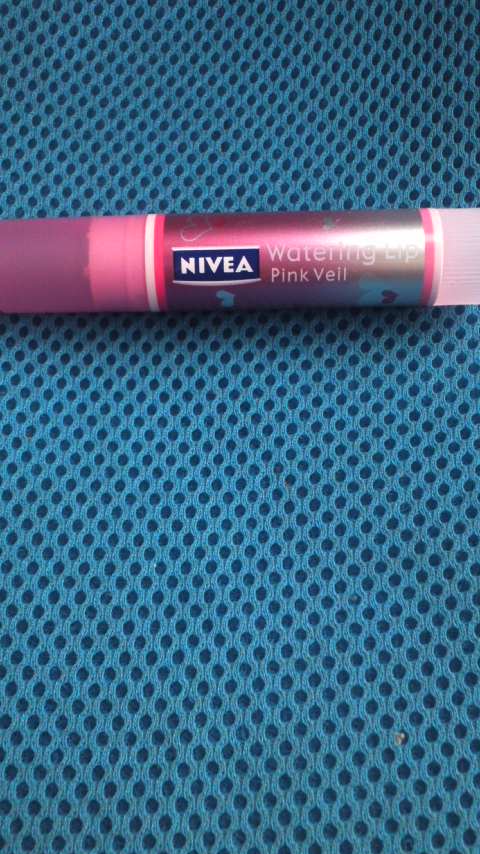 NIVEA
Watering Lip
Pink Veil